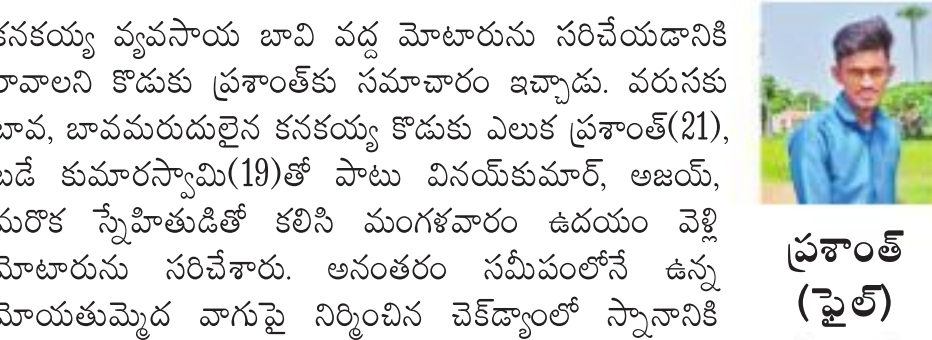 కనకయ్య వ్యవసాయ బావి వద్ద మోటారును సరిచేయడానికి
రావాలని కొడుకు ప్రశాంత్‌కు సమాచారం ఇచ్చాడు. వరుసకు
బావ, బావమరుదులైన కనకయ్య కొడుకు ఎలుక ప్రశాంత్(21),
బడే కుమారస్వామి(19)తో పాటు వినయ్‌కుమార్, అజయ్,
మరొక స్నేహితుడితో కలిసి మంగళవారం ఉదయం వెళ్లి
మోటారును సరిచేశారు. అనంతరం సమీపంలోనే ఉన్న
మోయతుమ్మెద వాగుపై నిర్మించిన చెక్‌డ్యాంలో స్నానానికి
ప్రశాంత్
(ఫైల్)